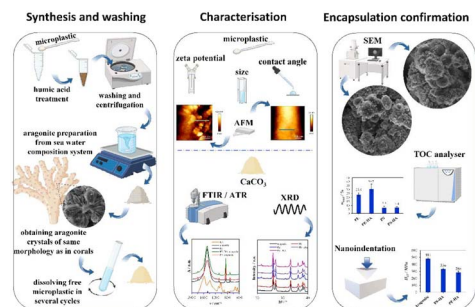 Synthesis and washing
microplastic
humic acid
treatment
washing and
centrifugation
aragonite preparation
from sea water
composition system
obtaining aragonite
crystals of same
morphology as in corals
dissolving free
microplastic in
several cycles
Characterisation
microplastic
zeta potential
size
contact angle
AFM
CaCO3
FTIR / ATR
XRD
Encapsulation confirmation
SEM
TOC analyser
Nanoindentation